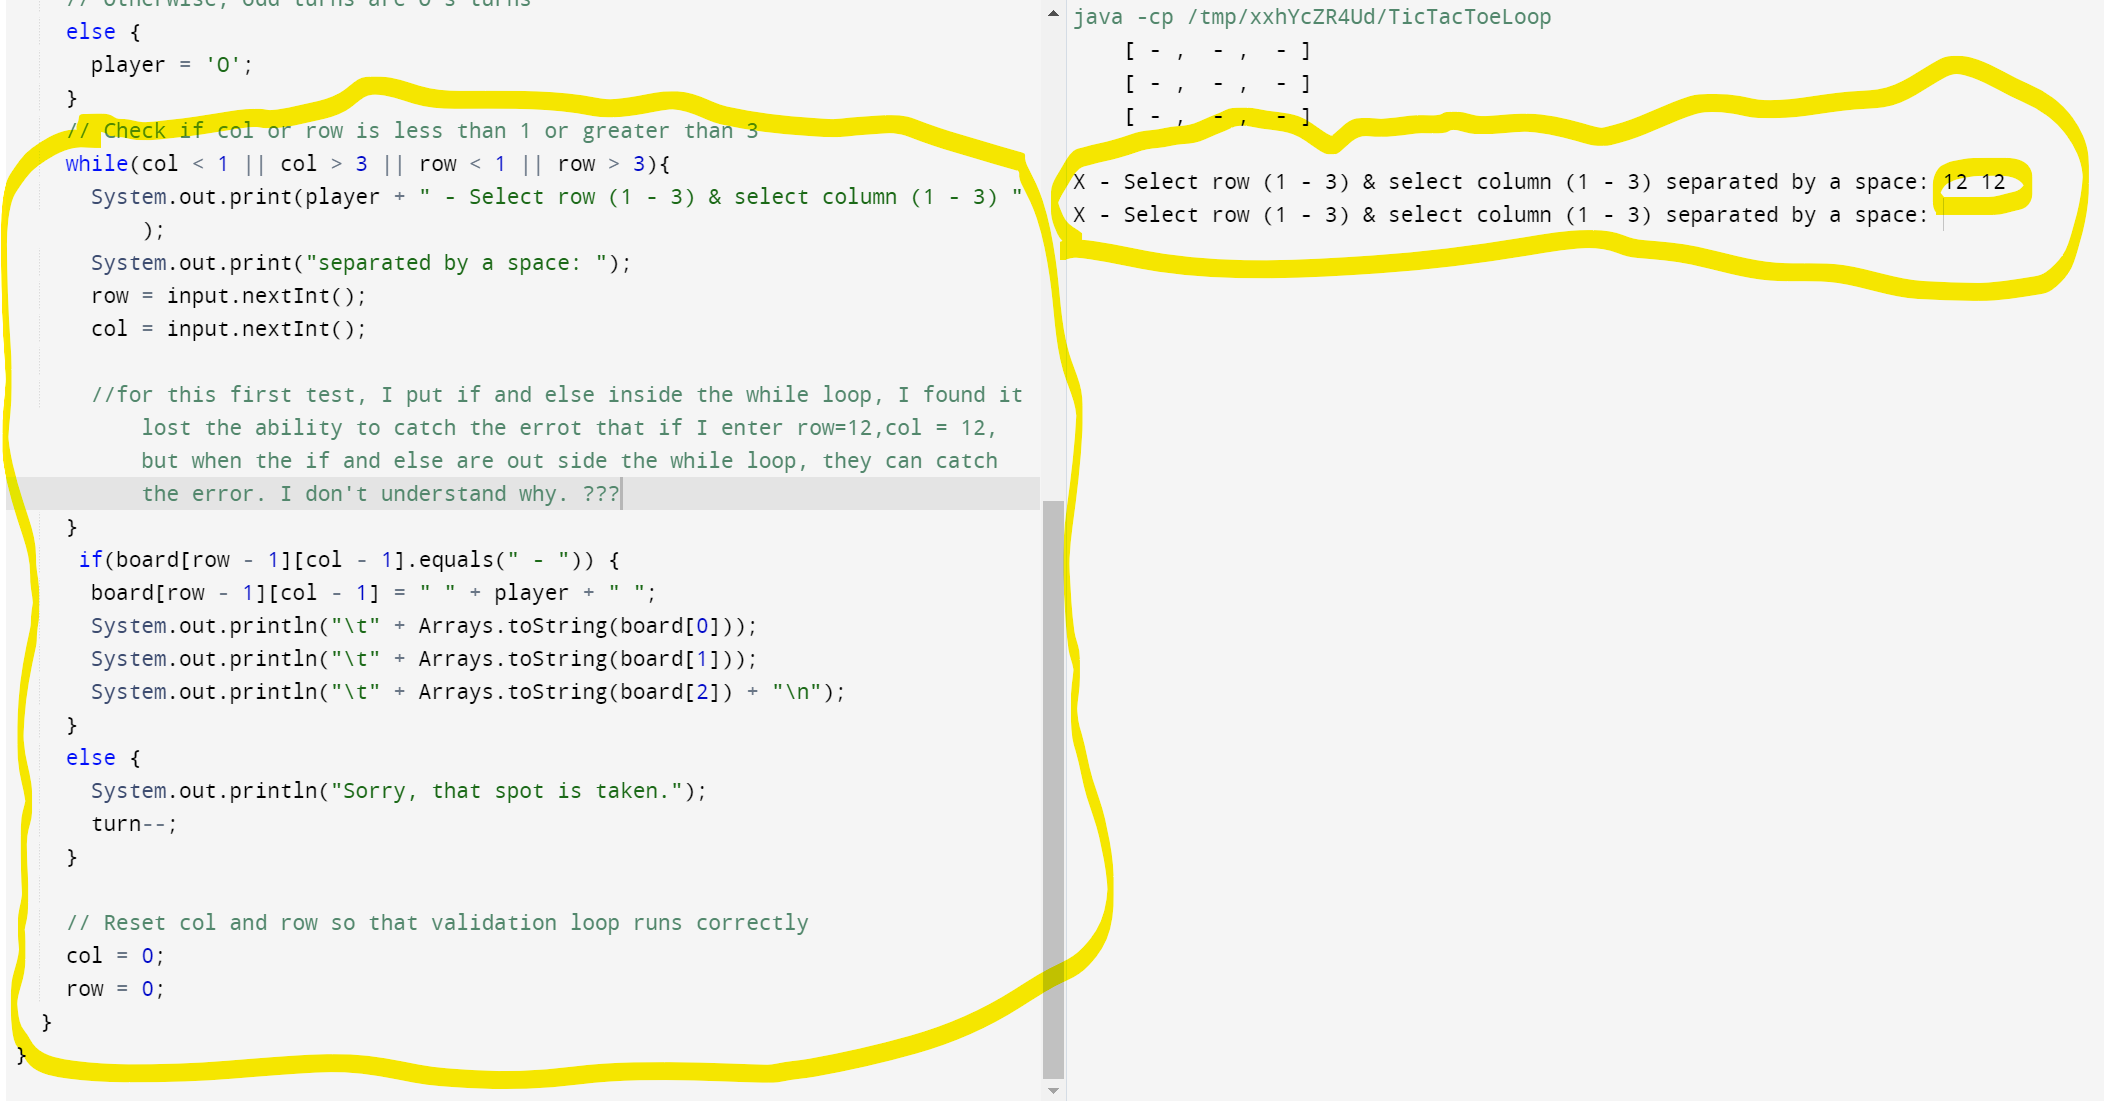 // Otherwise, odd turns are O's turns
else {
player = 'O';
}
// Check if col or row is less than 1 or greater than 3
while(col < 1 || col > 3 || row < 1 || row > 3){
System.out.print(player + " - Select row (1 - 3) & select column (1 - 3) "
);
System.out.print("separated by a space: ");
row = input.nextInt();
col = input.nextInt();
//for this first test, I put if and else inside the while loop, I found it
lost the ability to catch the errot that if I enter row=12,col = 12,
but when the if and else are out side the while loop, they can catch
the error. I don't understand why. ???
}
if(board[row - 1][col - 1].equals(" - ")) {
board[row - 1][col - 1] = " " + player + " ";
System.out.println("\t" + Arrays.toString(board[0]));
System.out.println("\t" + Arrays.toString(board[1]));
System.out.println("\t" + Arrays.toString(board[2]) + "\n");
}
else {
System.out.println("Sorry, that spot is taken.");
turn--;
}
// Reset col and row so that validation loop runs correctly
col = 0;
row = 0;
}
}
java -cp /tmp/xxhYcZR4Ud/TicTacToeLoop
[ - ,  - ,  - ]
[ - ,  - ,  - ]
[ - ,  - ,  - ]
X - Select row (1 - 3) & select column (1 - 3) separated by a space: 12 12
X - Select row (1 - 3) & select column (1 - 3) separated by a space: